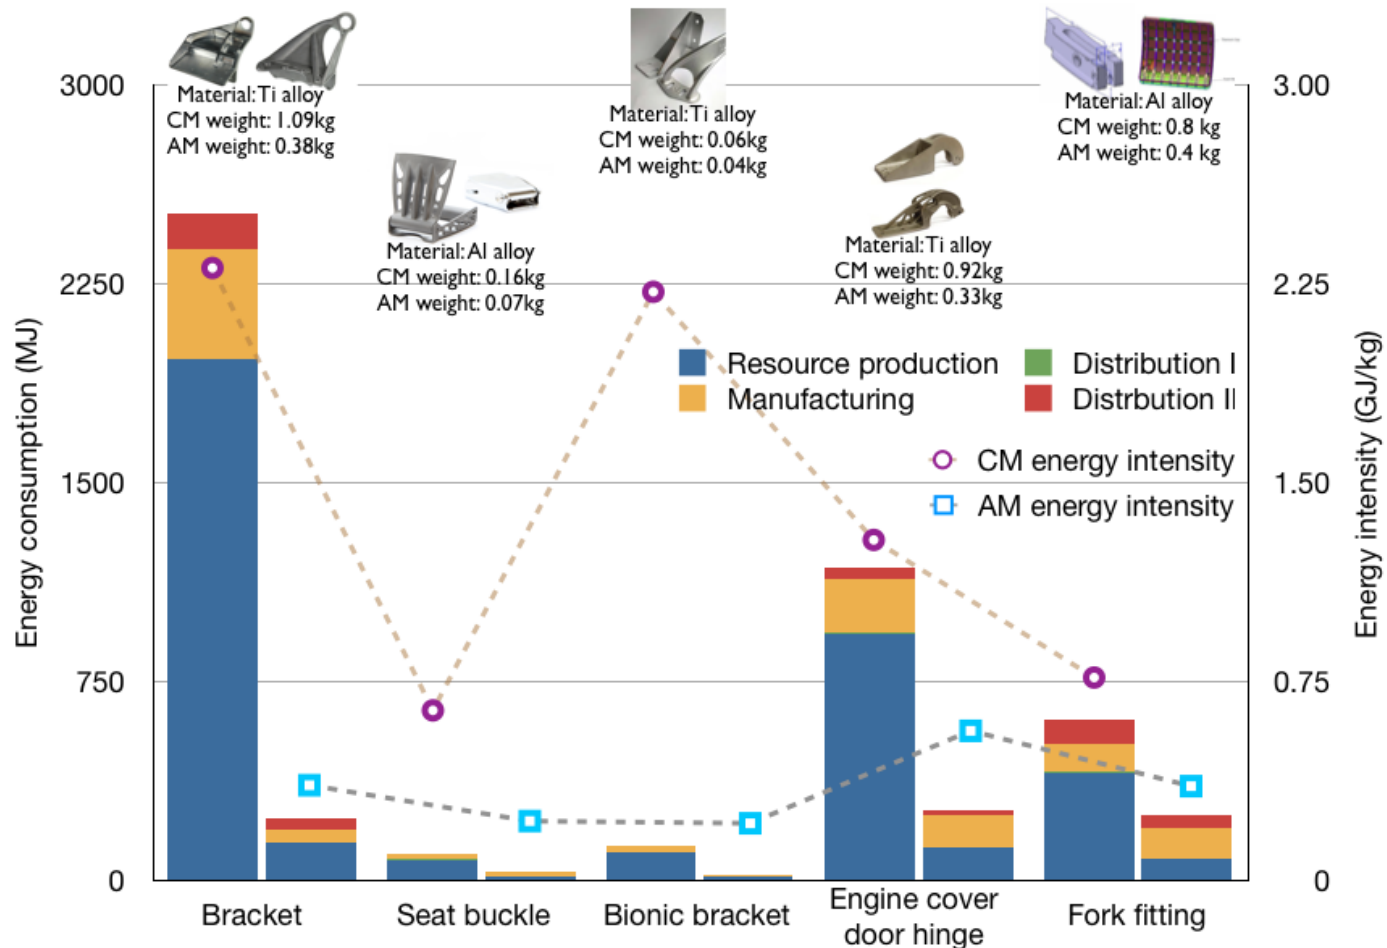 Material: Ti alloy
CM weight: 1.09kg
AM weight: 0.38kg
Material: Al alloy
CM weight: 0.16kg
AM weight: 0.07kg
Material: Ti alloy
CM weight: 0.06kg
AM weight: 0.04kg
Material: Ti alloy
CM weight: 0.92kg
AM weight: 0.33kg
Material: Al alloy
CM weight: 0.8 kg
AM weight: 0.4 kg
Energy consumption (MJ)
3000
2250
1500
750
0
Resource production
Manufacturing
Distribution I
Distrbution II
CM energy intensity
AM energy intensity
3.00
2.25
1.50
0.75
0
Energy intensity (GJ/kg)
Bracket
Seat buckle
Bionic bracket
Engine cover
door hinge
Fork fitting